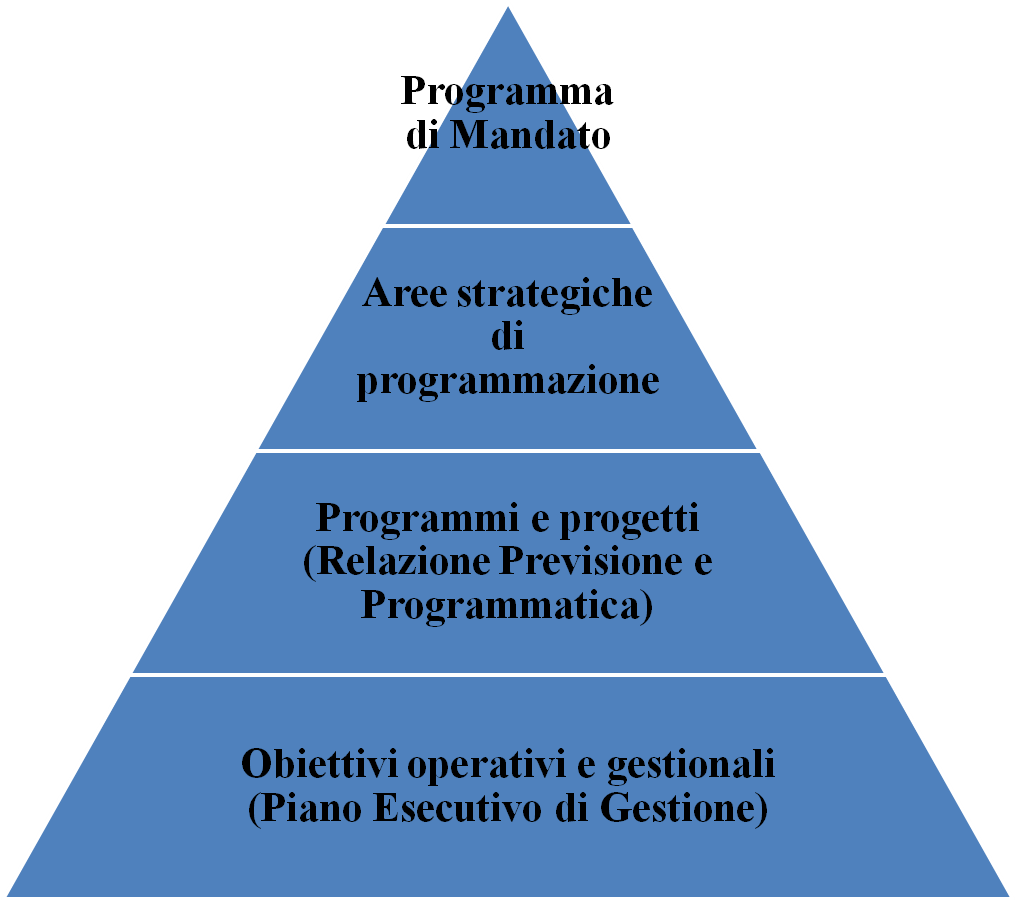 Programma
di Mandato
Aree strategiche
di
programmazione
Programmi e progetti
(Relazione Previsione e
Programmatica)
Obiettivi operativi e gestionali
(Piano Esecutivo di Gestione)